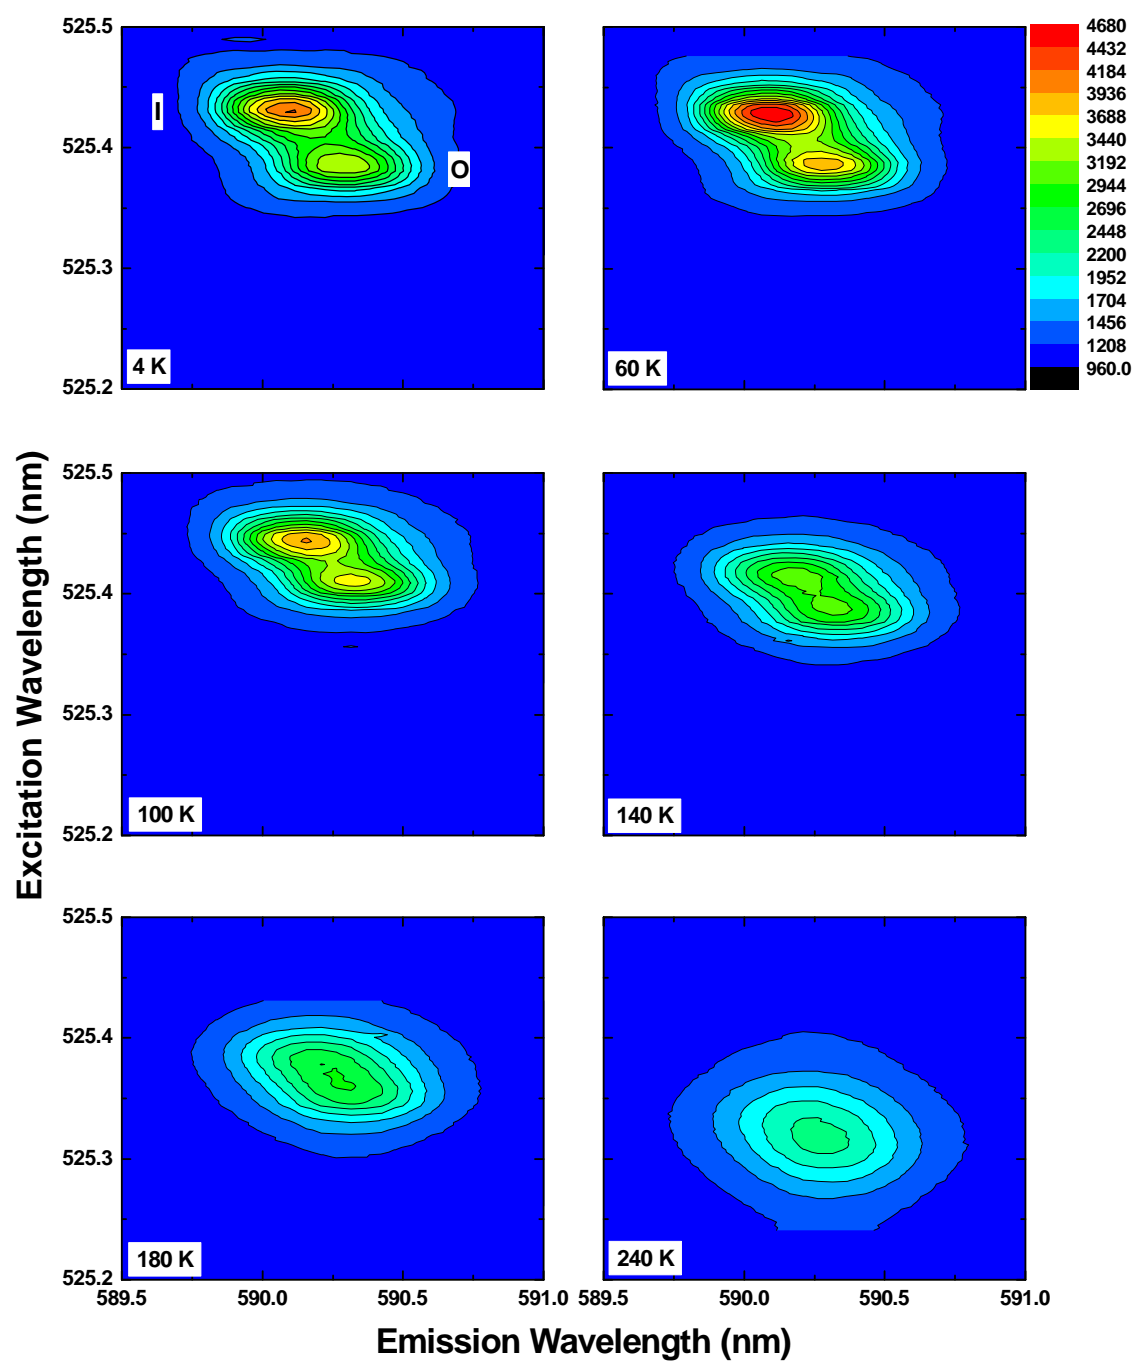 525.5
525.4
525.3
525.2
I
O
4 K
60 K
4680
4432
4184
3936
3688
3440
3192
2944
2696
2448
2200
1952
1704
1456
1208
960.0
Excitation Wavelength (nm)
525.5
525.4
525.3
525.2
100 K
140 K
525.5
525.4
525.3
525.2
180 K
240 K
589.5 590.0 590.5 591.0 589.5 590.0 590.5 591.0
Emission Wavelength (nm)